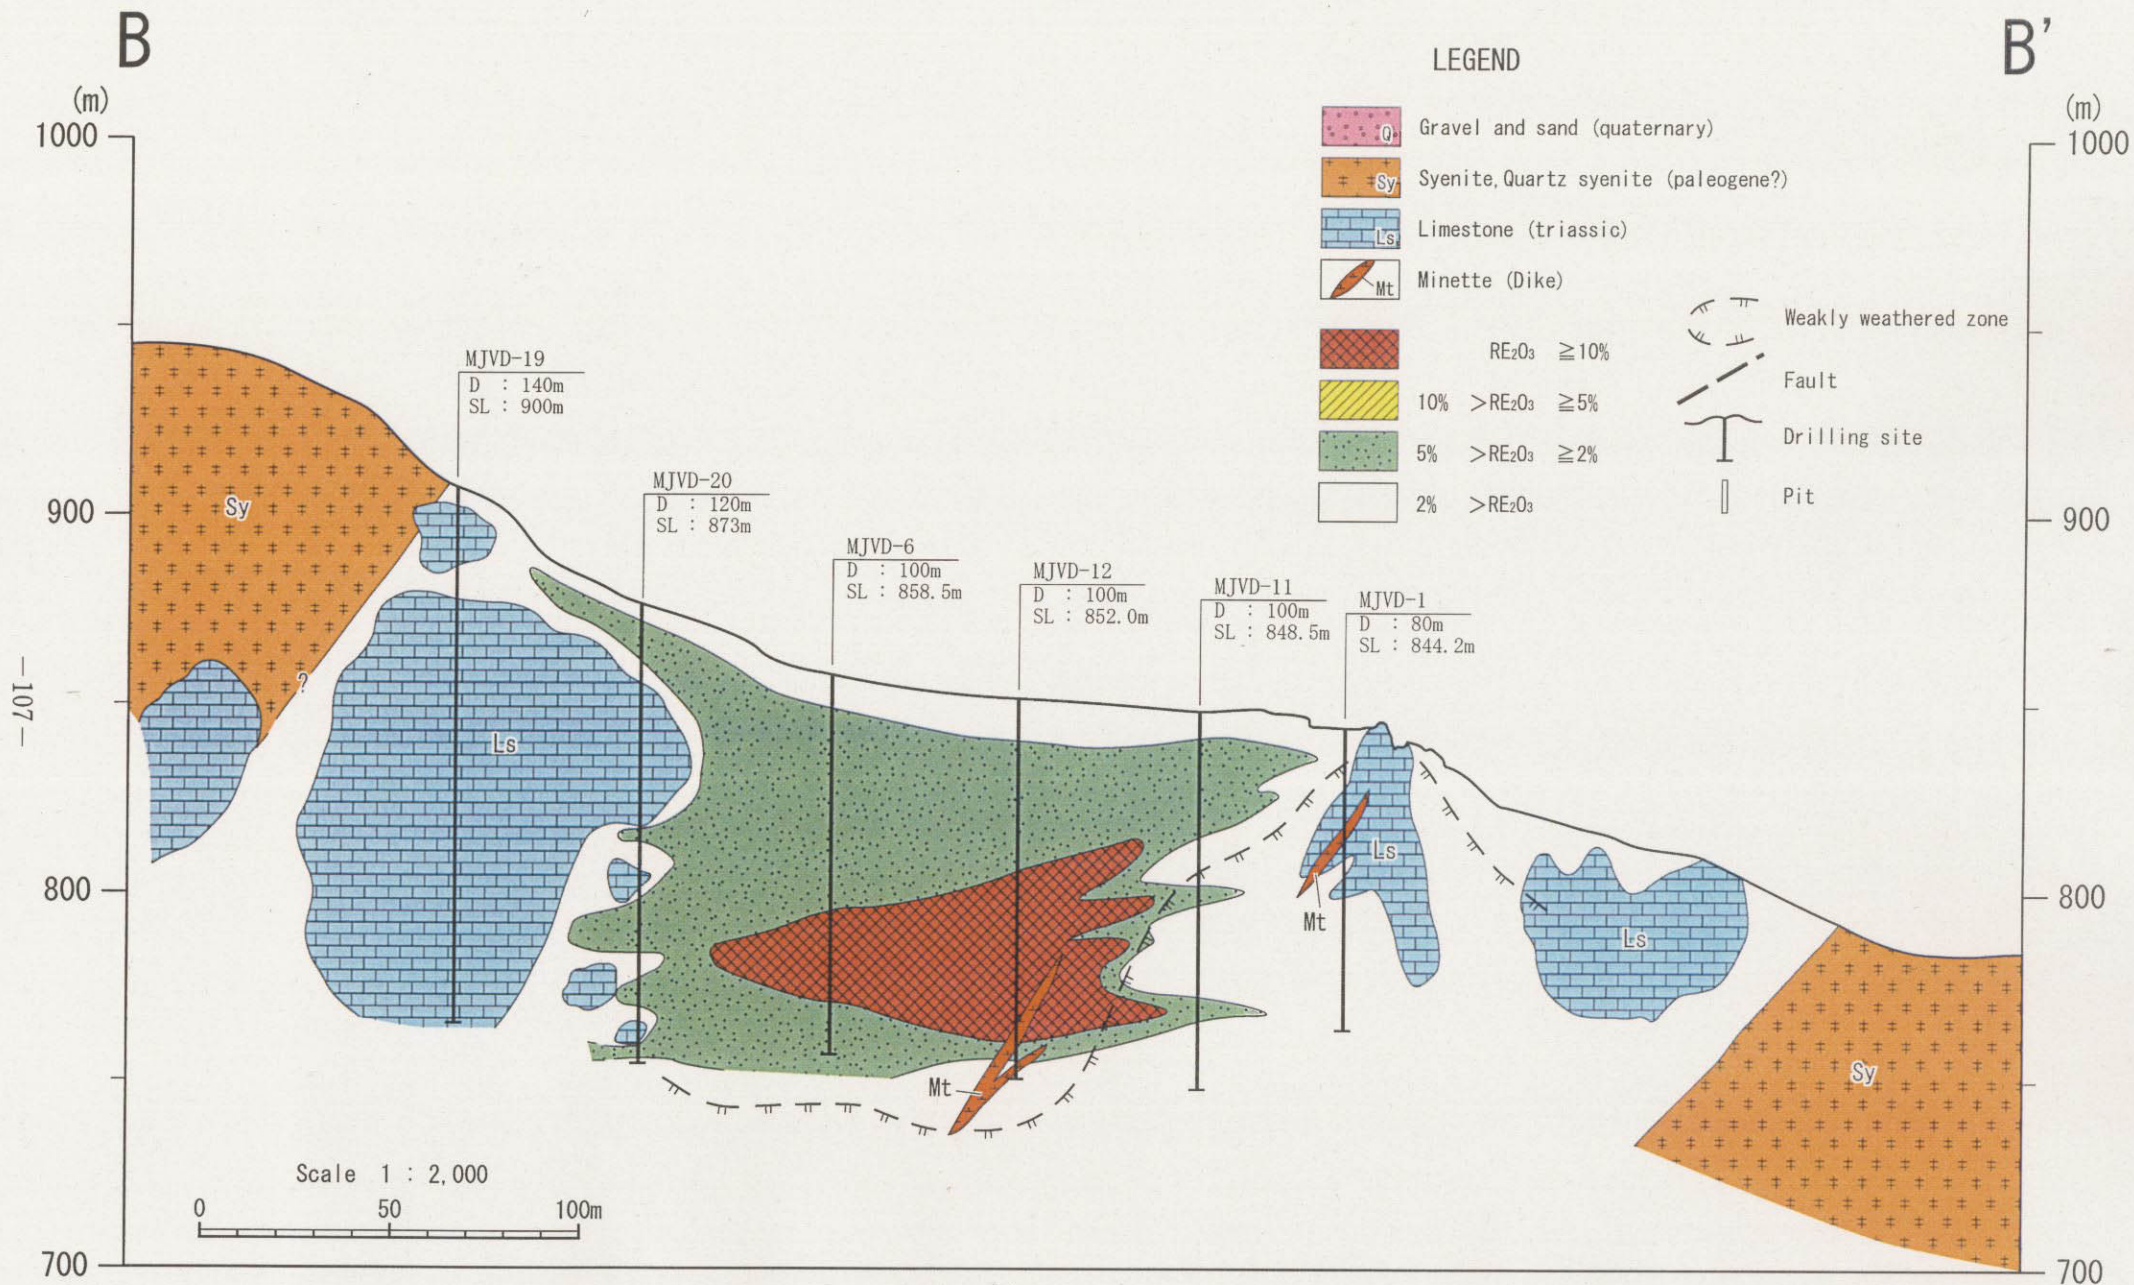 B
B'
LEGEND
(m)
(m)
1000
1000
Q
Gravel and sand (quaternary)
Sy
Syenite, Quartz syenite (paleogene?)
Ls
Limestone (triassic)
Mt
Minette (Dike)
Weakly weathered zone
RE₂O₃ ≧10%
Fault
10% >RE₂O₃ ≧5%
Drilling site
5% >RE₂O₃ ≧2%
Pit
2% >RE₂O₃
MJVD-19
D : 140m
SL : 900m
MJVD-20
D : 120m
SL : 873m
MJVD-6
D : 100m
SL : 858.5m
MJVD-12
D : 100m
SL : 852.0m
MJVD-11
D : 100m
SL : 848.5m
MJVD-1
D : 80m
SL : 844.2m
900
900
Sy
?
Ls
Ls
Mt
Ls
800
800
Sy
Mt
—107—
Scale 1 : 2,000
0 50 100m
700
700